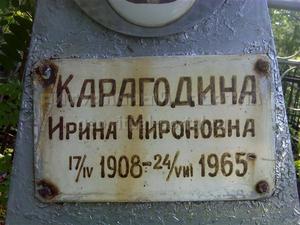 КАРАГОДИНА
ИРИНА МИРОНОВНА
17/IV 1908-24/VIII 1965